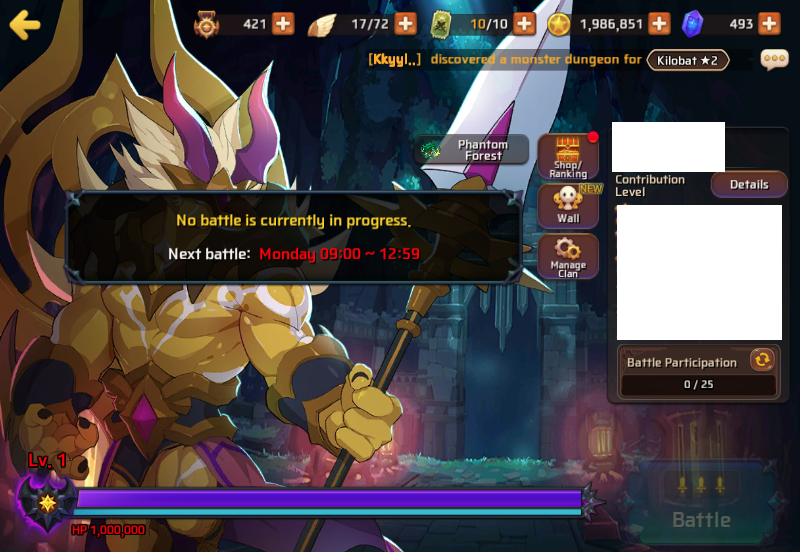 421
17/72
10/10
1,986,851
493
[Kkyyl..] discovered a monster dungeon for Kilobat ★2
Phantom
Forest
Shop/
Ranking
Contribution
Level
Details
NEW
Wall
No battle is currently in progress.
Next battle: Monday 09:00 ~ 12:59
Manage
Clan
Battle Participation
0 / 25
Lv. 1
HP 1,000,000
Battle